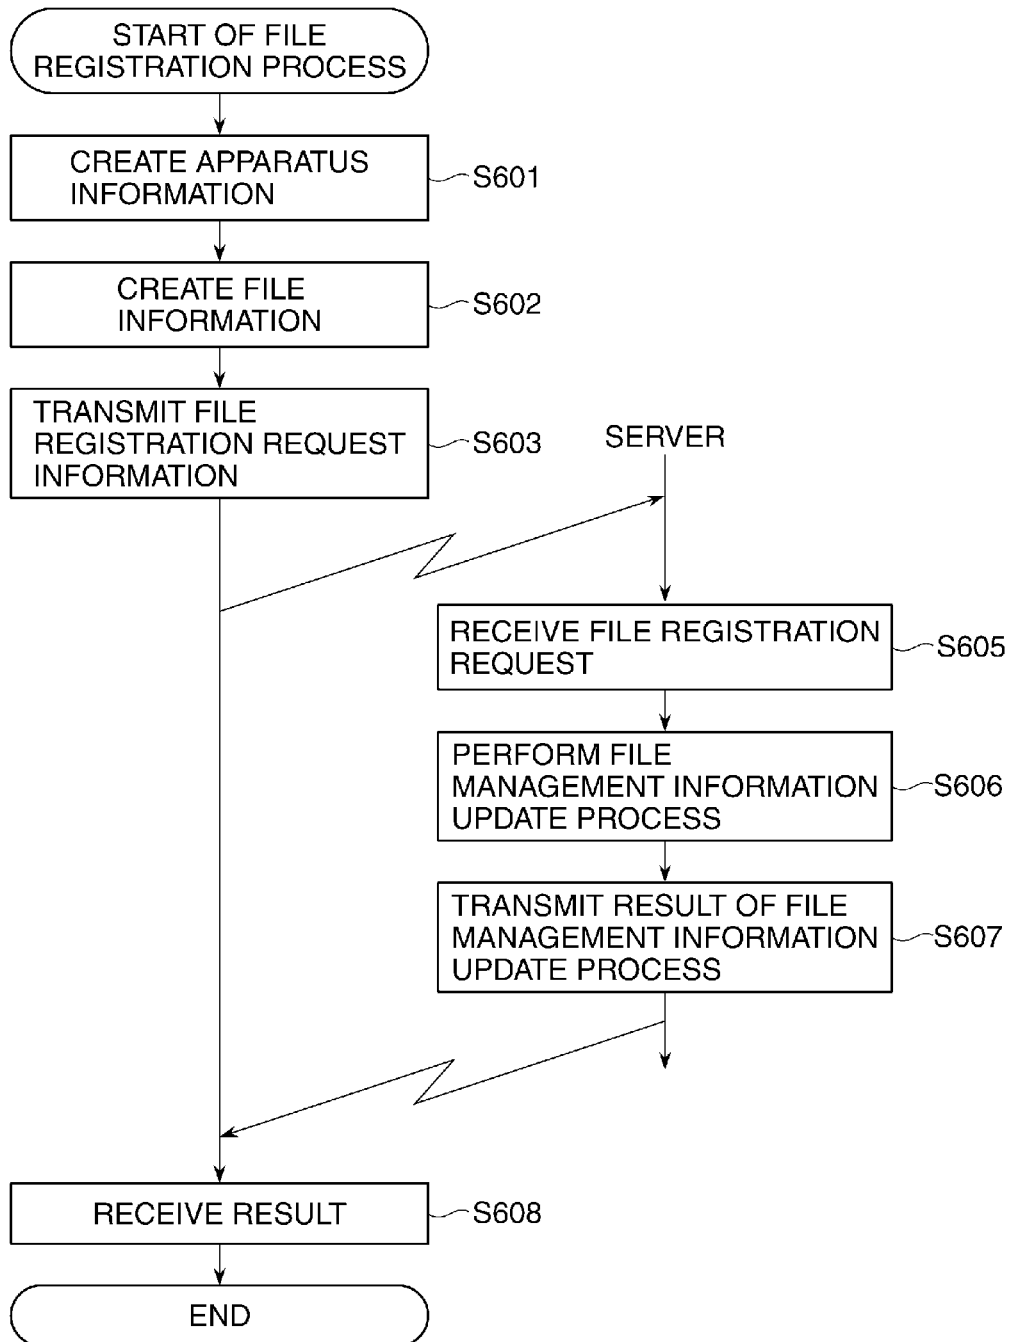 START OF FILE
REGISTRATION PROCESS
CREATE APPARATUS
INFORMATION
S601
CREATE FILE
INFORMATION
S602
TRANSMIT FILE
REGISTRATION REQUEST
INFORMATION
S603
SERVER
RECEIVE FILE REGISTRATION
REQUEST
S605
PERFORM FILE
MANAGEMENT INFORMATION
UPDATE PROCESS
S606
TRANSMIT RESULT OF FILE
MANAGEMENT INFORMATION
UPDATE PROCESS
S607
RECEIVE RESULT
S608
END